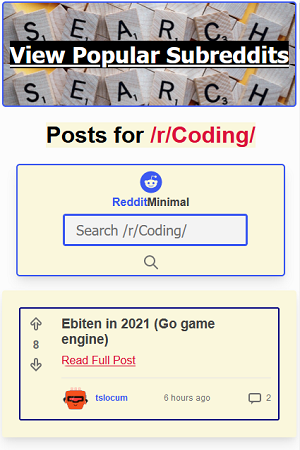 S E A R C H
View Popular Subreddits
S E A R C H
Posts for /r/Coding/
RedditMinimal
Search /r/Coding/
Ebiten in 2021 (Go game
engine)
8
Read Full Post
tslocum 6 hours ago 2